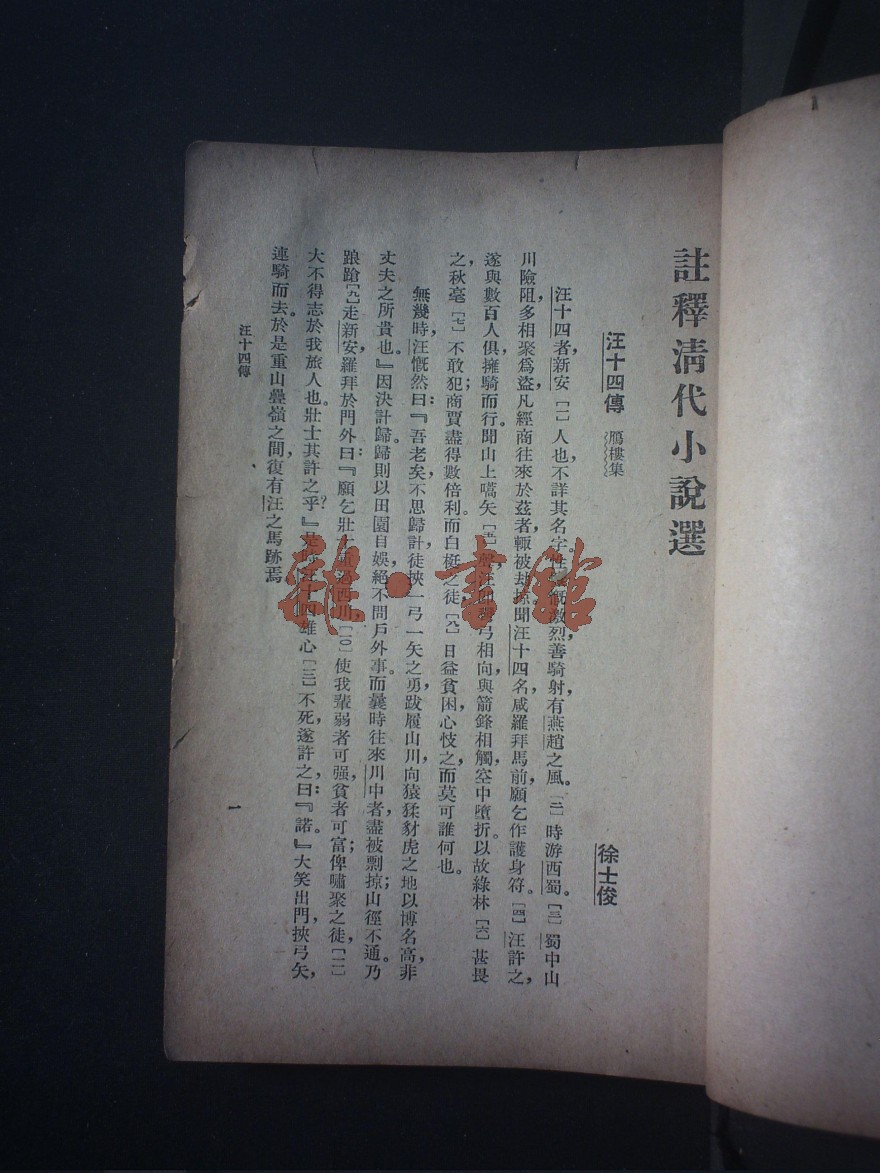 註釋清代小說選
汪十四傳 鴈樓集 徐士俊
汪十四者,新安〔一〕人也,不詳其名字。性慷慨激烈,善騎射,有燕趙之風。〔二〕時游西蜀。〔三〕蜀中山
川險阻,多相聚爲盜。凡經商往來於茲者,輒被劫掠。聞汪十四名,咸羅拜馬前,願乞作護身符。〔四〕汪許之,
遂與數百人俱,擁騎而行。聞山上嚆矢〔五〕聲,汪即彎弓相向,與箭鋒相觸,空中墮折。以故綠林〔六〕甚畏
之,秋毫〔七〕不敢犯;商賈盡得數倍利。而白梃之徒,〔八〕日益貧困,心忮之,而莫可誰何也。
無幾時,汪慨然曰:『吾老矣,不思歸計,徒挾一弓一矢之勇,跋履山川,向猿猱豺虎之地,以博名高,非
丈夫之所貴也。』因決計歸。歸則以田園自娛,絕不問戶外事。而曩時往來川中者,盡被剽掠;山徑不通。乃
踉蹌〔九〕走新安,羅拜於門外曰:『願乞壯士重過西川,〔一〇〕使我輩弱者可强,貧者可富;俾嘯聚之徒,〔一一〕
大不得志於我旅人也。壯士其許之乎?』是時汪十四雄心〔一二〕不死,遂許之,曰:『諾。』大笑出門,挾弓矢,
連騎而去。於是重山疊嶺之間,復有汪之馬跡焉。
汪十四傳
一
雜·書館